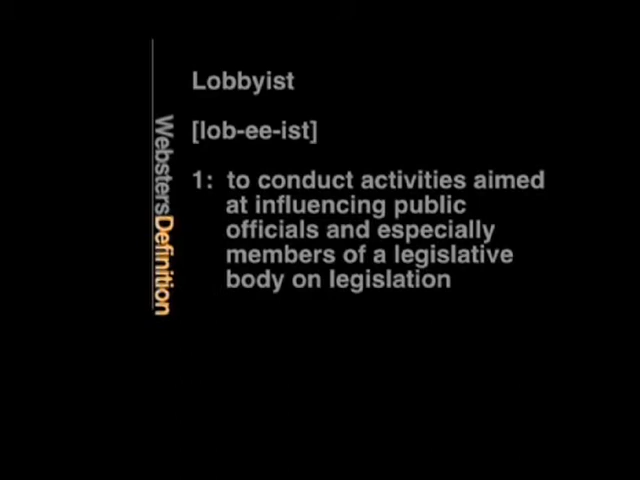 Lobbyist
[lob-ee-ist]
1: to conduct activities aimed
at influencing public
officials and especially
members of a legislative
body on legislation
WebstersDefinition